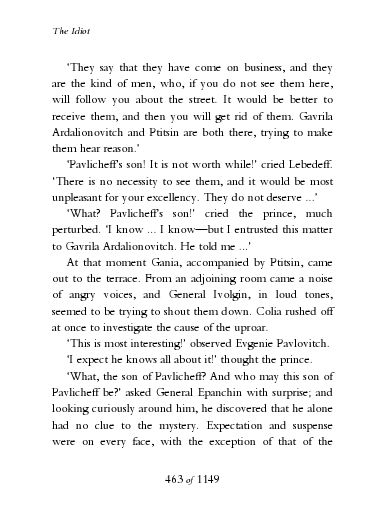 The Idiot
'They say that they have come on business, and they
are the kind of men, who, if you do not see them here,
will follow you about the street. It would be better to
receive them, and then you will get rid of them. Gavrila
Ardalionovitch and Ptitsin are both there, trying to make
them hear reason.'
'Pavlicheff's son! It is not worth while!' cried Lebedeff.
'There is no necessity to see them, and it would be most
unpleasant for your excellency. They do not deserve ...'
'What? Pavlicheff's son!' cried the prince, much
perturbed. 'I know ... I know—but I entrusted this matter
to Gavrila Ardalionovitch. He told me ...'
At that moment Gania, accompanied by Ptitsin, came
out to the terrace. From an adjoining room came a noise
of angry voices, and General Ivolgin, in loud tones,
seemed to be trying to shout them down. Colia rushed off
at once to investigate the cause of the uproar.
'This is most interesting!' observed Evgenie Pavlovitch.
'I expect he knows all about it!' thought the prince.
'What, the son of Pavlicheff? And who may this son of
Pavlicheff be?' asked General Epanchin with surprise; and
looking curiously around him, he discovered that he alone
had no clue to the mystery. Expectation and suspense
were on every face, with the exception of that of the
463 of 1149